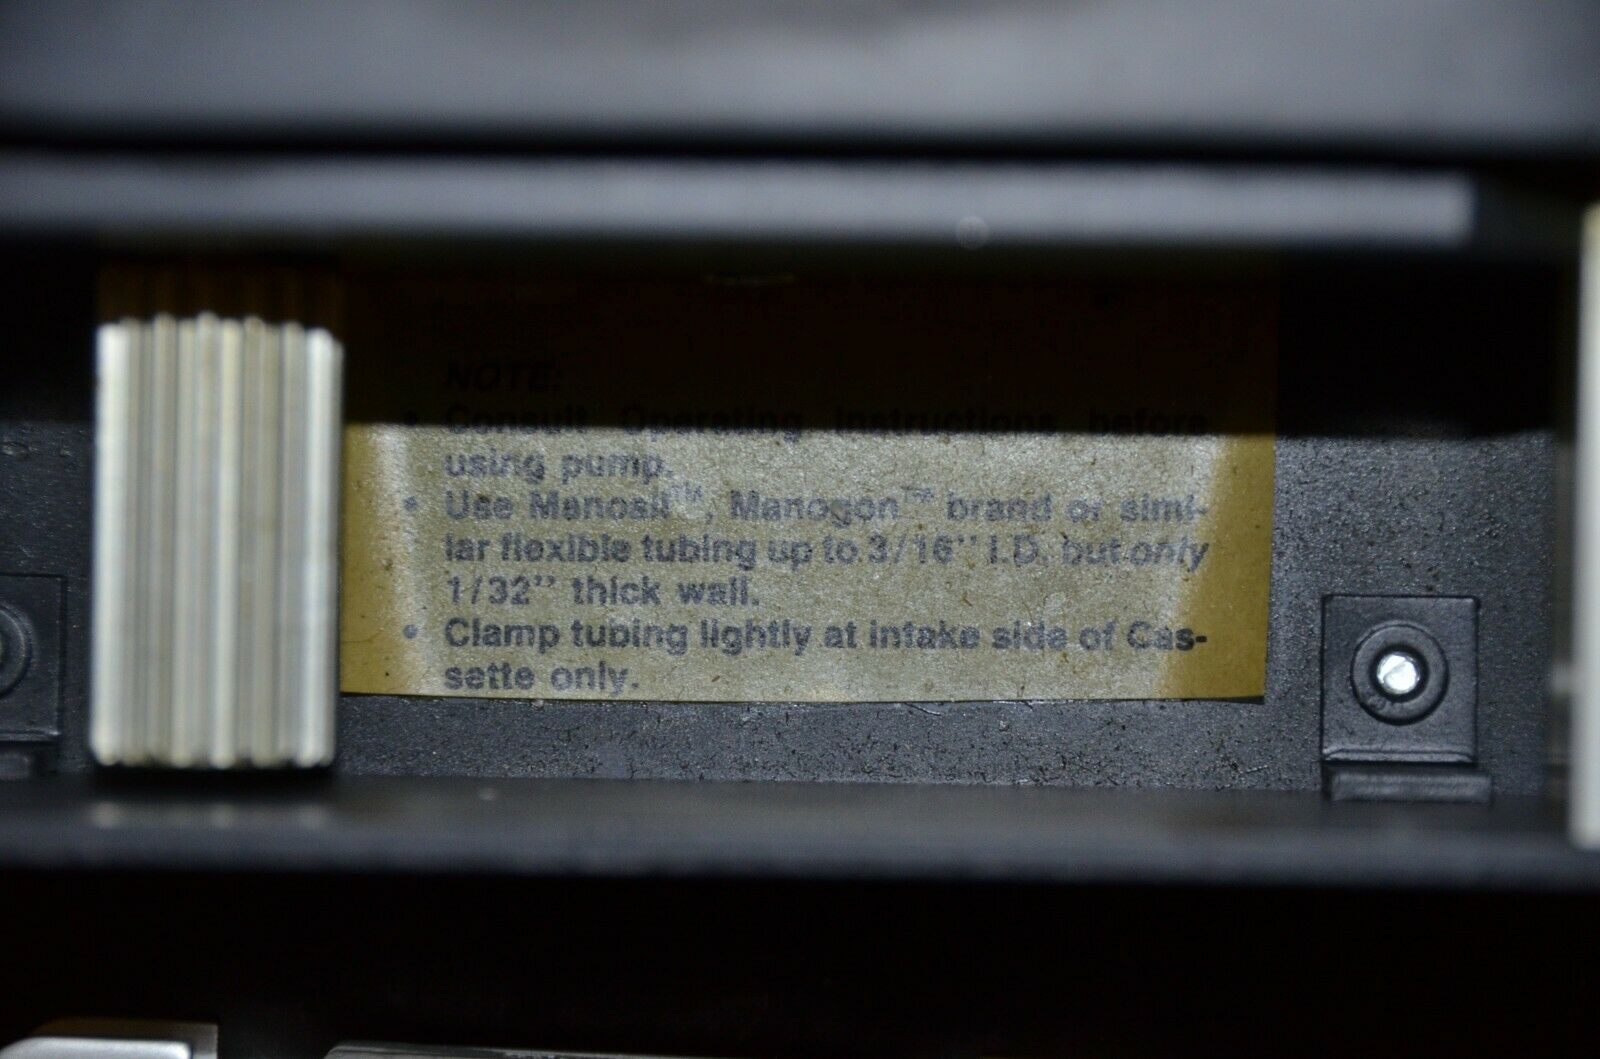 NOTE:
• Consult Operating Instructions before
using pump.
• Use Manosil™, Manogon™ brand or simi-
lar flexible tubing up to 3/16" I.D. but only
1/32" thick wall.
• Clamp tubing lightly at intake side of Cas-
sette only.